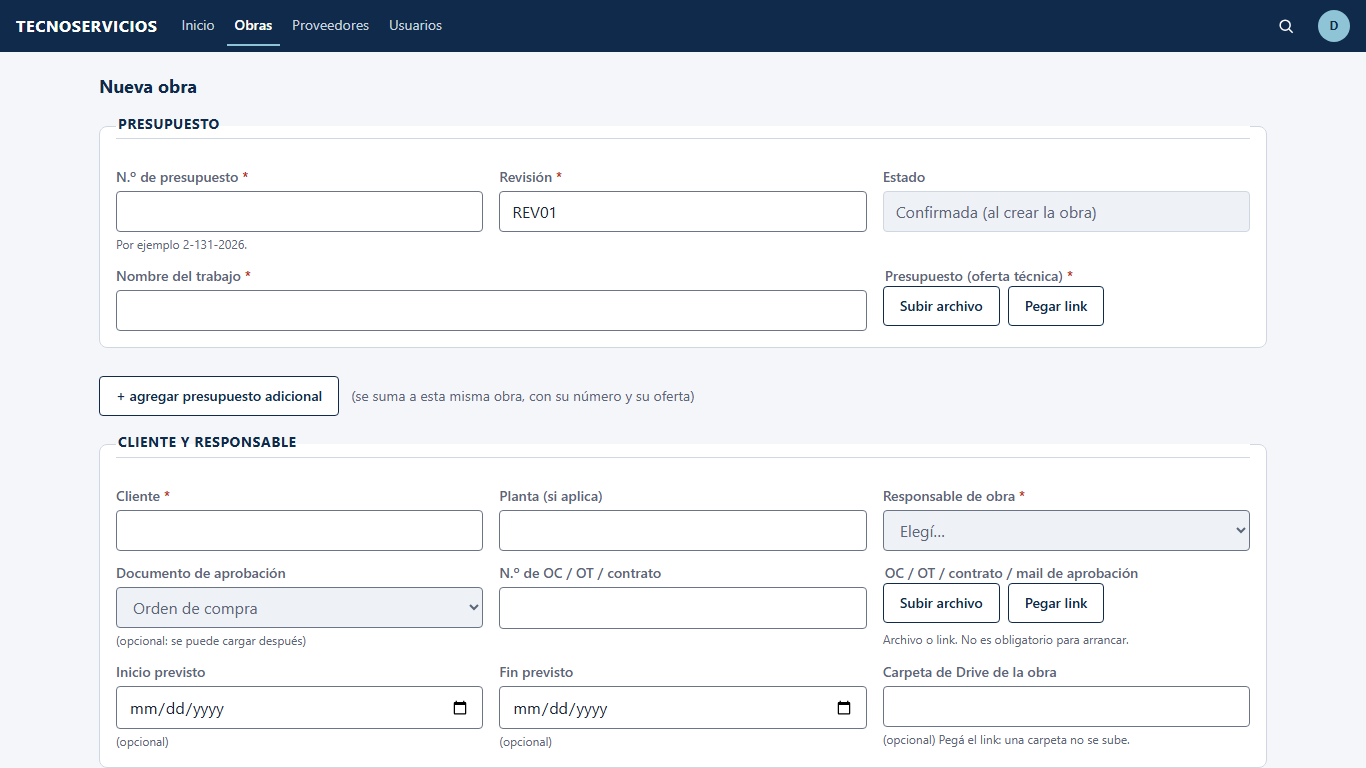 TECNOSERVICIOS Inicio Obras Proveedores Usuarios D
Nueva obra
PRESUPUESTO
N.º de presupuesto * Revisión * Estado
REV01 Confirmada (al crear la obra)
Por ejemplo 2-131-2026.
Nombre del trabajo * Presupuesto (oferta técnica) *
Subir archivo Pegar link
+ agregar presupuesto adicional (se suma a esta misma obra, con su número y su oferta)
CLIENTE Y RESPONSABLE
Cliente * Planta (si aplica) Responsable de obra *
Elegí...
Documento de aprobación N.º de OC / OT / contrato OC / OT / contrato / mail de aprobación
Orden de compra Subir archivo Pegar link
(opcional: se puede cargar después) Archivo o link. No es obligatorio para arrancar.
Inicio previsto Fin previsto Carpeta de Drive de la obra
mm/dd/yyyy mm/dd/yyyy
(opcional) (opcional) (opcional) Pegá el link: una carpeta no se sube.